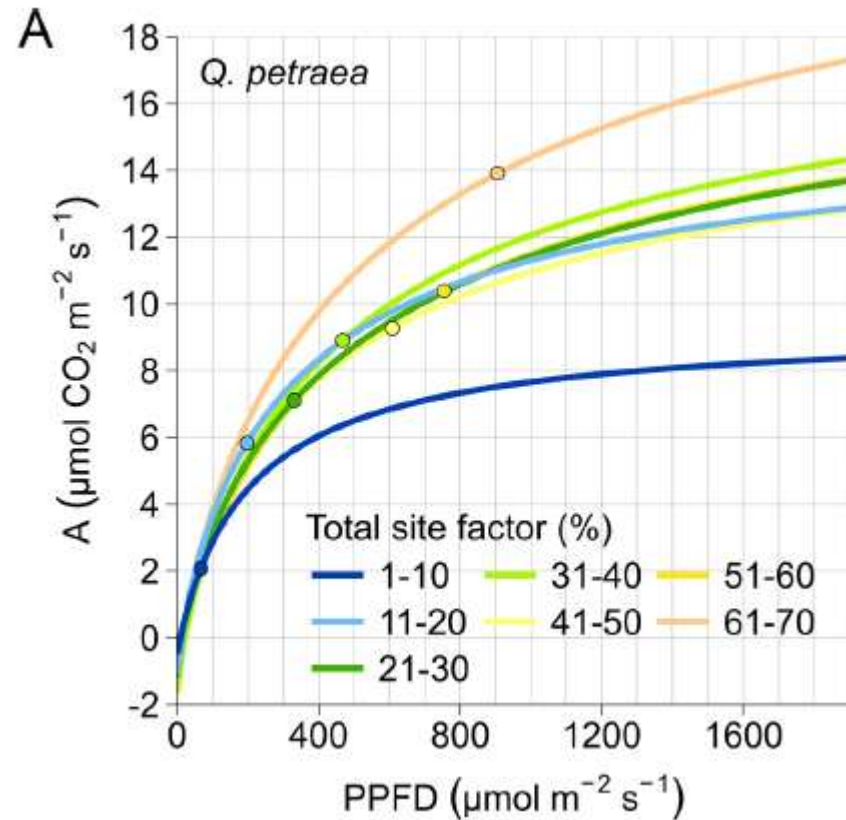 A
Q. petraea
A (μmol CO₂ m⁻² s⁻¹)
18
16
14
12
10
8
6
4
2
0
-2
Total site factor (%)
1-10 31-40 51-60
11-20 41-50 61-70
21-30
0 400 800 1200 1600
PPFD (μmol m⁻² s⁻¹)